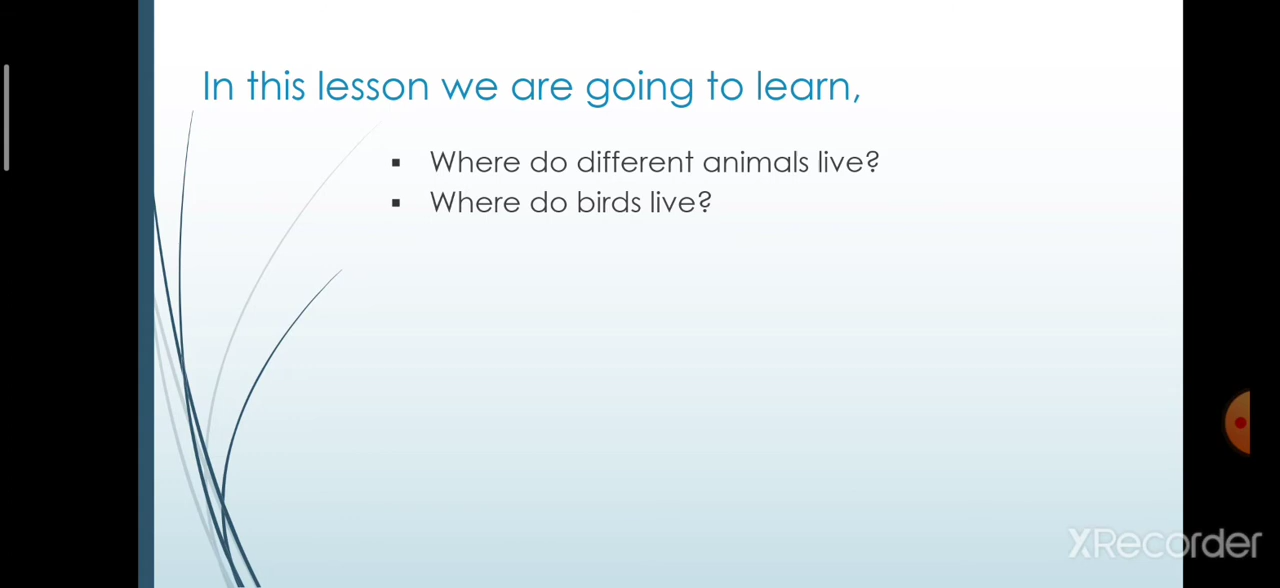 In this lesson we are going to learn,
▪ Where do different animals live?
▪ Where do birds live?
XRecorder